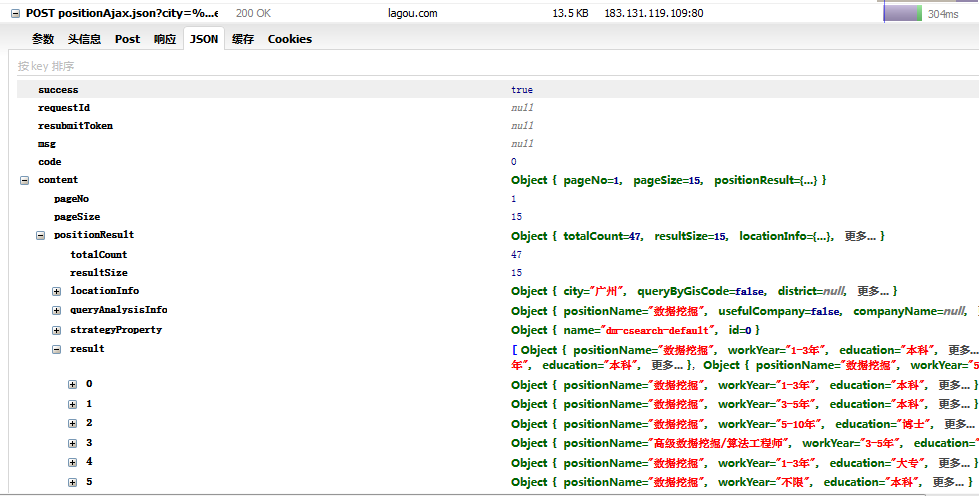 POST positionAjax.json?city=%...e 200 OK lagou.com 13.5 KB 183.131.119.109:80 304ms
参数 头信息 Post 响应 JSON 缓存 Cookies
按 key 排序
success true
requestId null
resubmitToken null
msg null
code 0
content Object { pageNo=1, pageSize=15, positionResult={...} }
pageNo 1
pageSize 15
positionResult Object { totalCount=47, resultSize=15, locationInfo={...}, 更多... }
totalCount 47
resultSize 15
locationInfo Object { city="广州", queryByGisCode=false, district=null, 更多... }
queryAnalysisInfo Object { positionName="数据挖掘", usefulCompany=false, companyName=null,
strategyProperty Object { name="dm-csearch-default", id=0 }
result [ Object { positionName="数据挖掘", workYear="1-3年", education="本科", 更多...
年", education="本科", 更多... }, Object { positionName="数据挖掘", workYear="5
0 Object { positionName="数据挖掘", workYear="1-3年", education="本科", 更多... }
1 Object { positionName="数据挖掘", workYear="3-5年", education="本科", 更多... }
2 Object { positionName="数据挖掘", workYear="5-10年", education="博士", 更多...
3 Object { positionName="高级数据挖掘/算法工程师", workYear="3-5年", education=
4 Object { positionName="数据挖掘", workYear="1-3年", education="大专", 更多... }
5 Object { positionName="数据挖掘", workYear="不限", education="本科", 更多... }